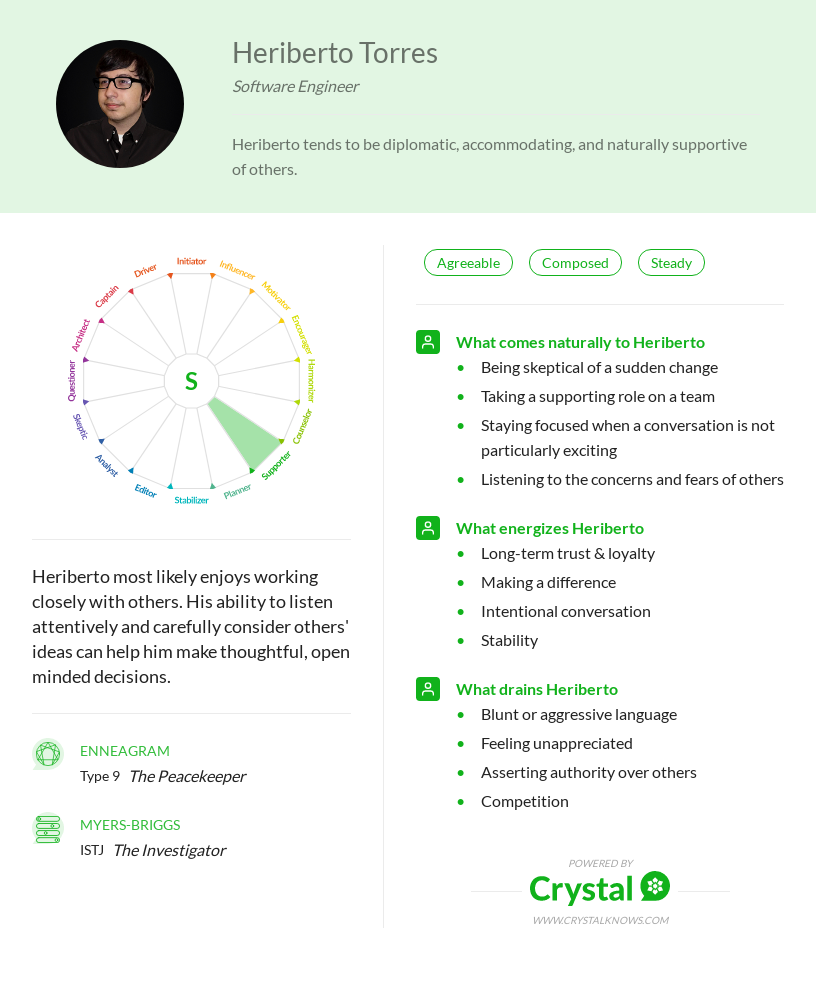 Heriberto Torres
Software Engineer
Heriberto tends to be diplomatic, accommodating, and naturally supportive
of others.
Initiator
Influencer
Motivator
Encourager
Harmonizer
Counselor
Supporter
Planner
Stabilizer
Editor
Analyst
Skeptic
Questioner
Architect
Captain
Driver
S
Heriberto most likely enjoys working
closely with others. His ability to listen
attentively and carefully consider others'
ideas can help him make thoughtful, open
minded decisions.
ENNEAGRAM
Type 9 The Peacekeeper
MYERS-BRIGGS
ISTJ The Investigator
Agreeable Composed Steady
What comes naturally to Heriberto
• Being skeptical of a sudden change
• Taking a supporting role on a team
• Staying focused when a conversation is not
particularly exciting
• Listening to the concerns and fears of others
What energizes Heriberto
• Long-term trust & loyalty
• Making a difference
• Intentional conversation
• Stability
What drains Heriberto
• Blunt or aggressive language
• Feeling unappreciated
• Asserting authority over others
• Competition
POWERED BY
Crystal
WWW.CRYSTALKNOWS.COM